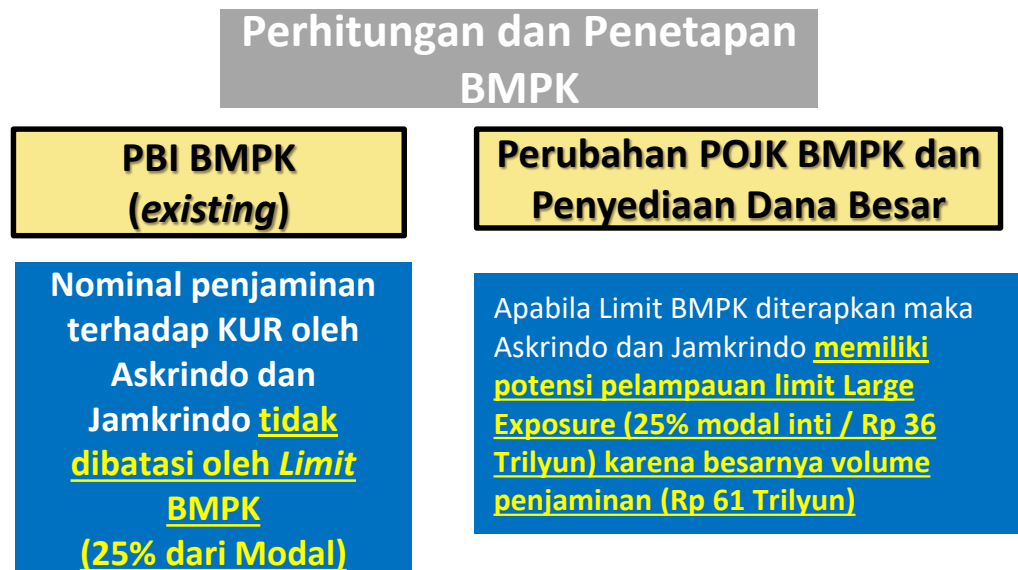 Perhitungan dan Penetapan
BMPK
PBI BMPK
(existing)
Nominal penjaminan
terhadap KUR oleh
Askrindo dan
Jamkrindo tidak
dibatasi oleh Limit
BMPK
(25% dari Modal)
Perubahan POJK BMPK dan
Penyediaan Dana Besar
Apabila Limit BMPK diterapkan maka
Askrindo dan Jamkrindo memiliki
potensi pelampauan limit Large
Exposure (25% modal inti / Rp 36
Trilyun) karena besarnya volume
penjaminan (Rp 61 Trilyun)